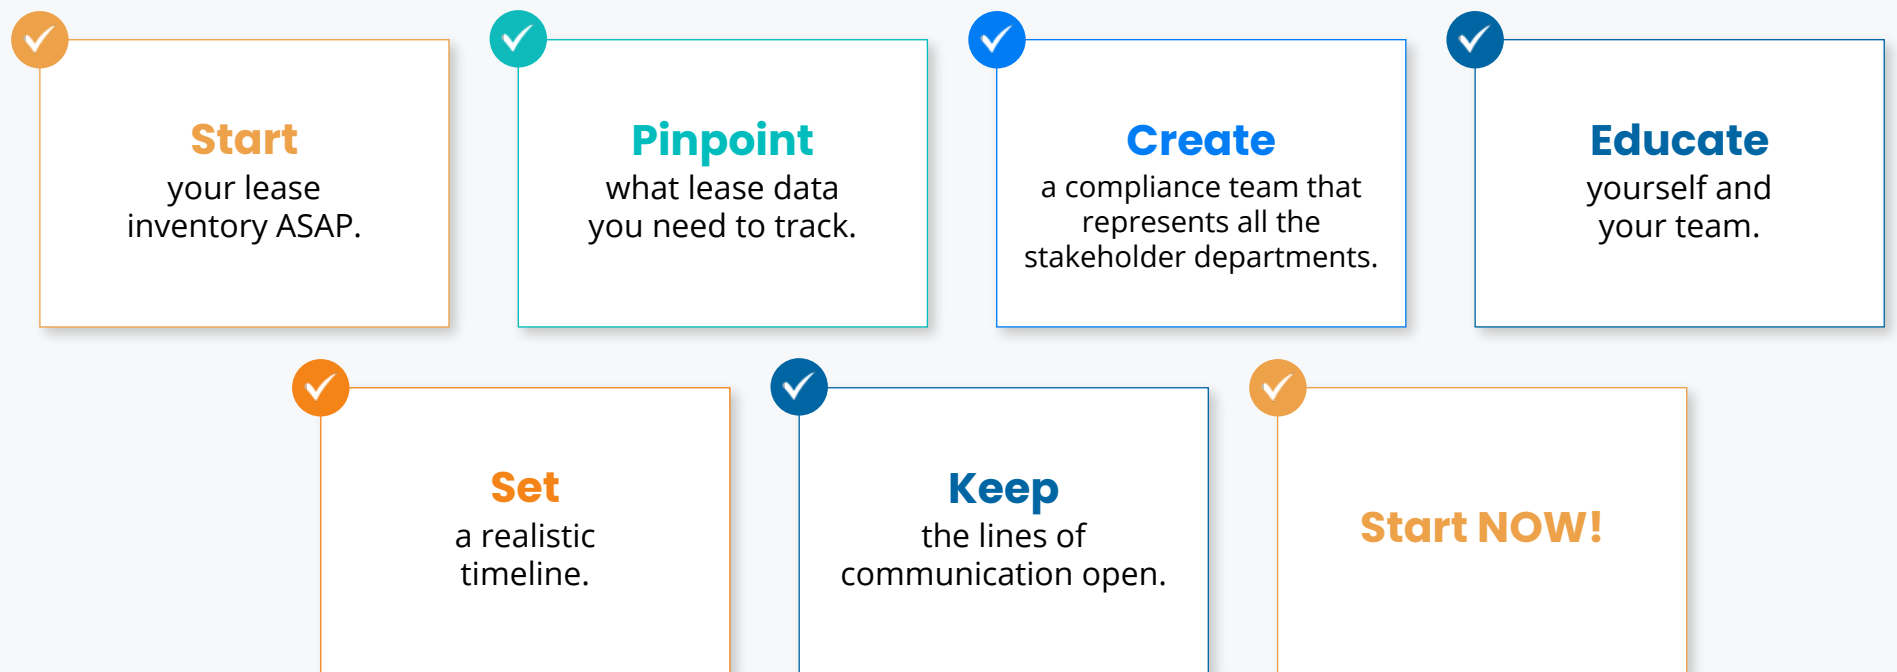 Start
your lease
inventory ASAP.
Pinpoint
what lease data
you need to track.
Create
a compliance team that
represents all the
stakeholder departments.
Educate
yourself and
your team.
Set
a realistic
timeline.
Keep
the lines of
communication open.
Start NOW!